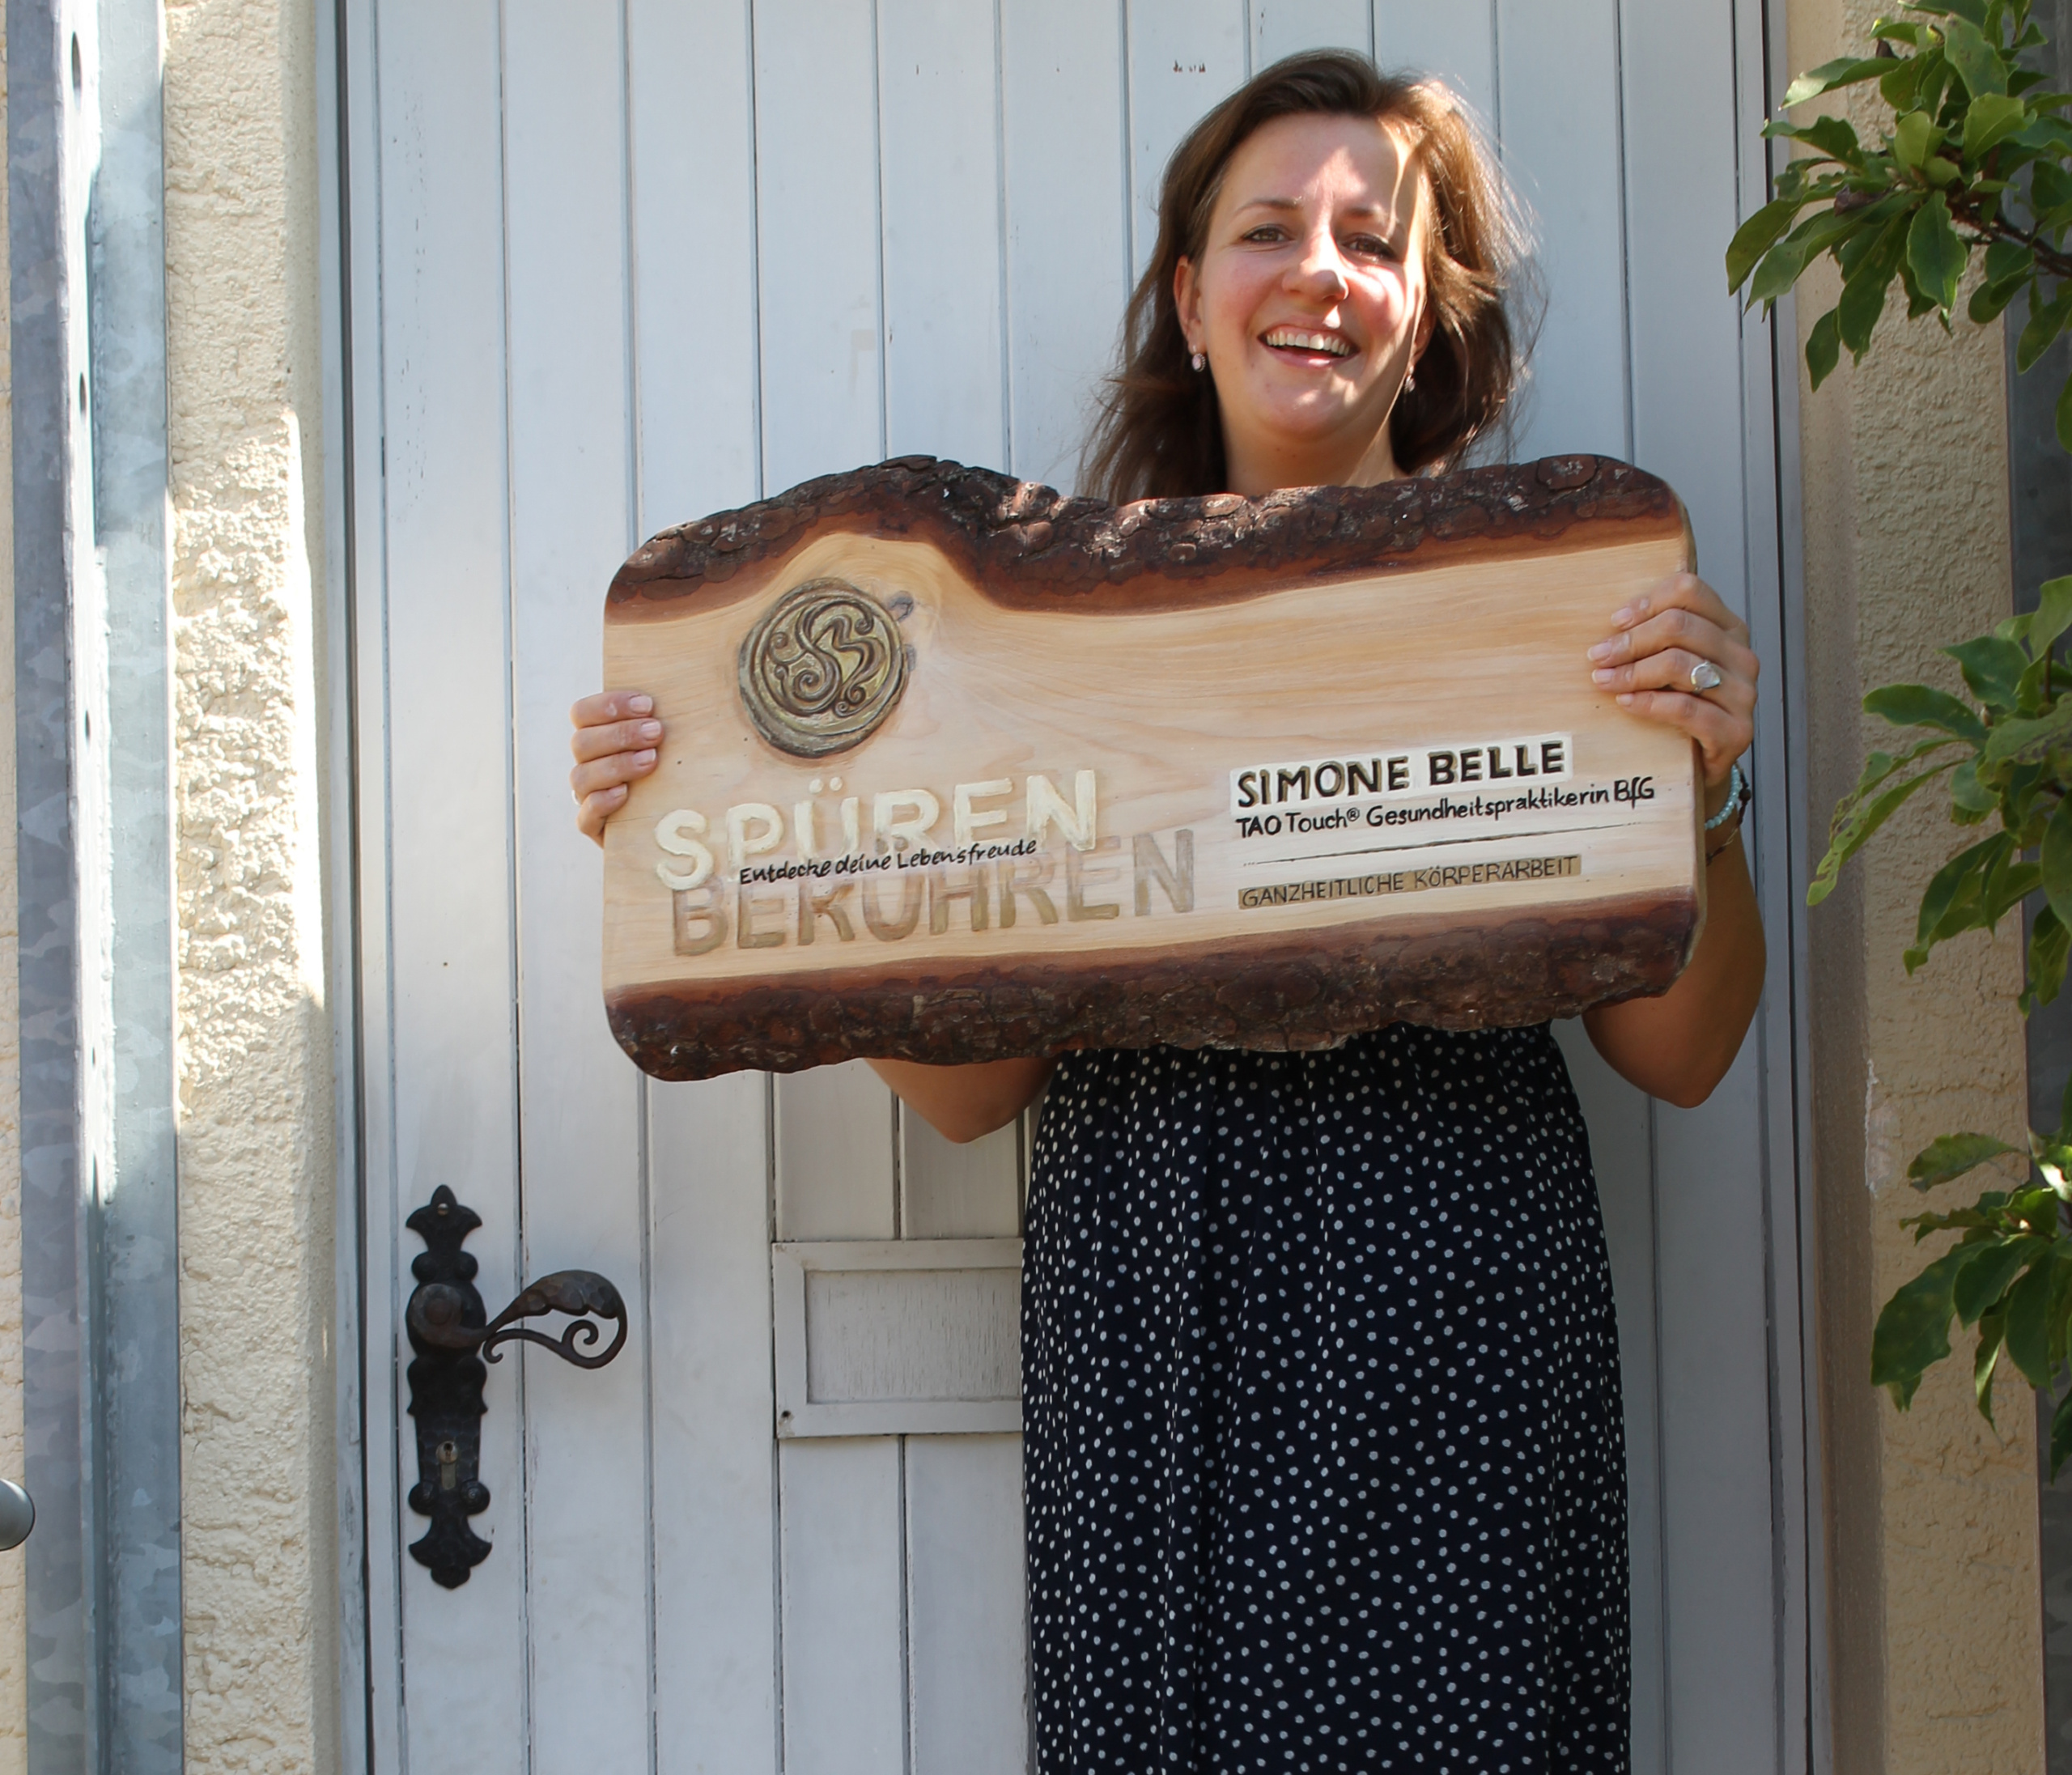 SPÜREN
Entdecke deine Lebensfreude
BERÜHREN
SIMONE BELLE
TAO Touch® Gesundheitspraktikerin BfG
GANZHEITLICHE KÖRPERARBEIT